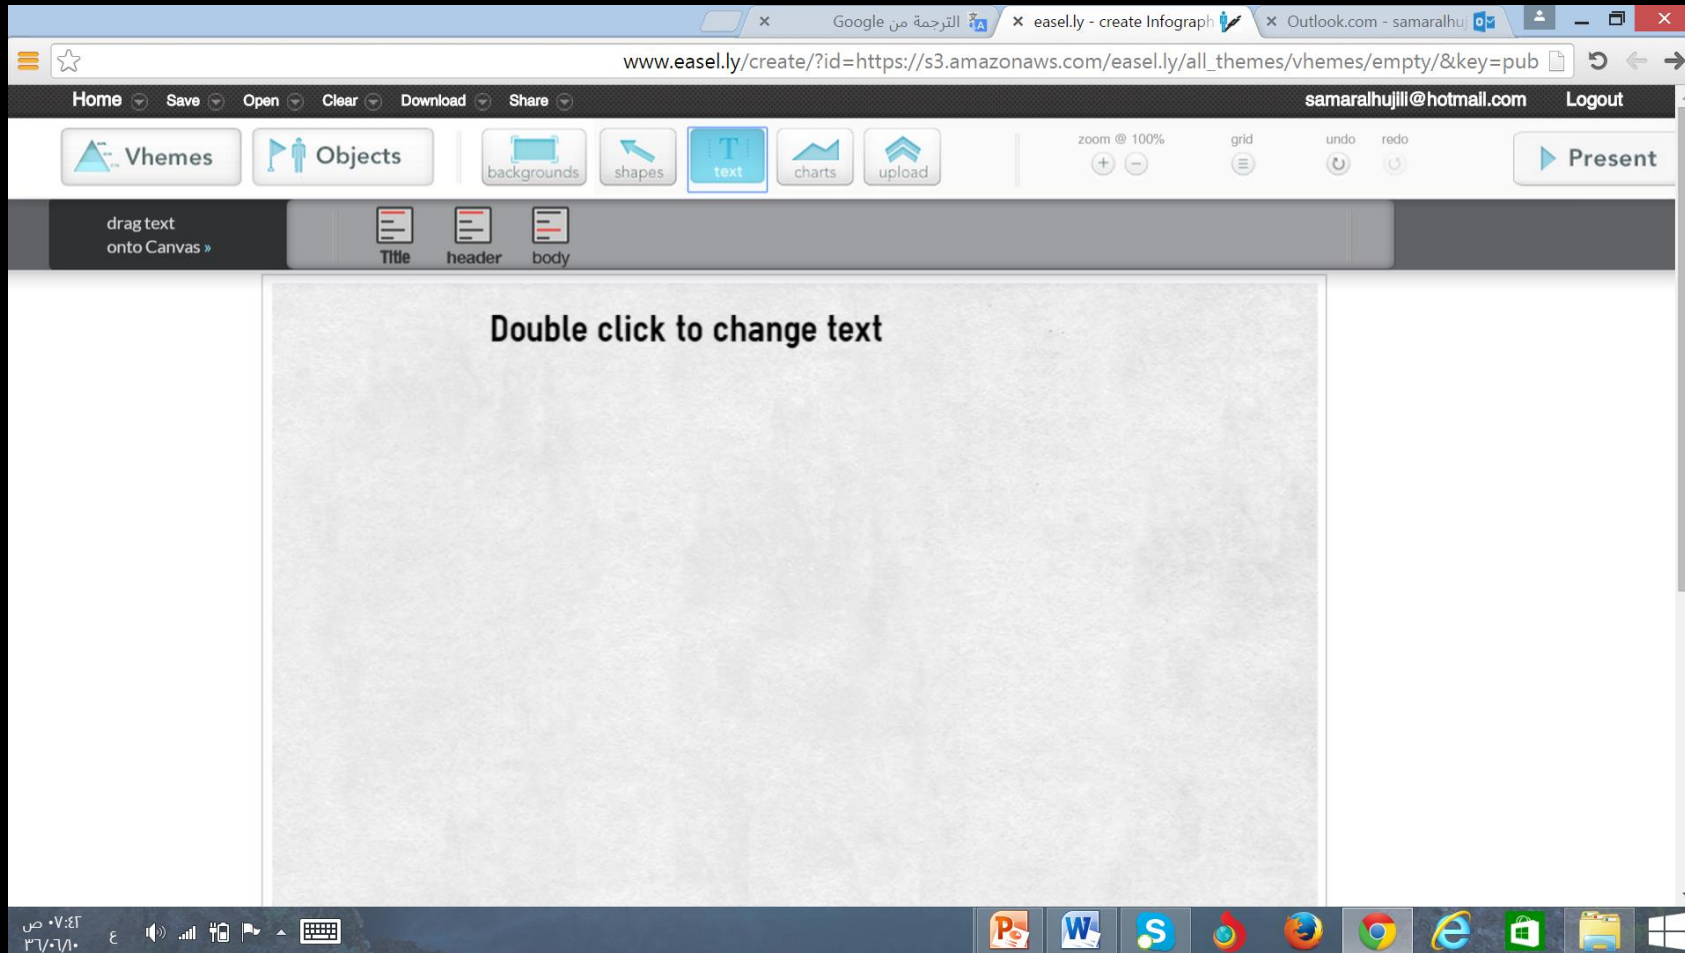 الترجمة من Google
easel.ly - create Infograph
Outlook.com - samaralhuj
www.easel.ly/create/?id=https://s3.amazonaws.com/easel.ly/all_themes/vhemes/empty/&key=pub
Home Save Open Clear Download Share samaralhujili@hotmail.com Logout
Vhemes Objects backgrounds shapes text charts upload
zoom @ 100% grid undo redo
Present
drag text
onto Canvas »
Title header body
Double click to change text
٠٧:٤٢ ص
ع
٣٦/٠٦/١٠